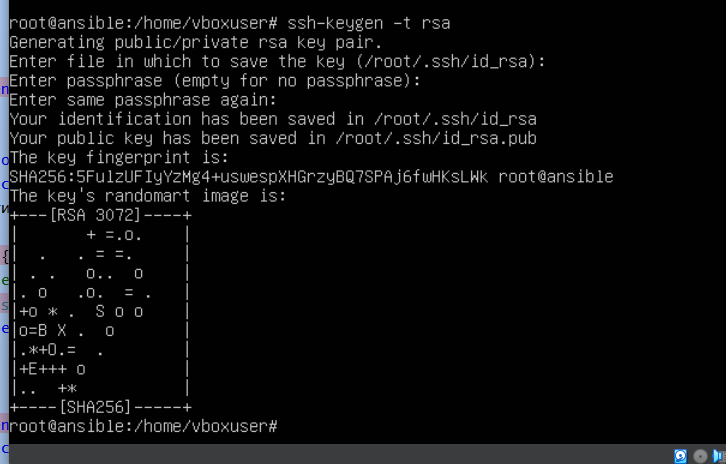 root@ansible:/home/vboxuser# ssh-keygen -t rsa
Generating public/private rsa key pair.
Enter file in which to save the key (/root/.ssh/id_rsa):
Enter passphrase (empty for no passphrase):
Enter same passphrase again:
Your identification has been saved in /root/.ssh/id_rsa
Your public key has been saved in /root/.ssh/id_rsa.pub
The key fingerprint is:
SHA256:5FulzUFIyYzMg4+uswespXHGrzyBQ7SPAj6fwHKsLWk root@ansible
The key's randomart image is:
+---[RSA 3072]----+
|        + =.o.   |
|  .    . = =.    |
| . .    o..  o   |
|. o    .o.  = .  |
|+o * .  S o o    |
|o=B X .  o       |
|.*+O.=  .        |
|+E+++ o          |
|..  +*           |
+----[SHA256]-----+
root@ansible:/home/vboxuser#